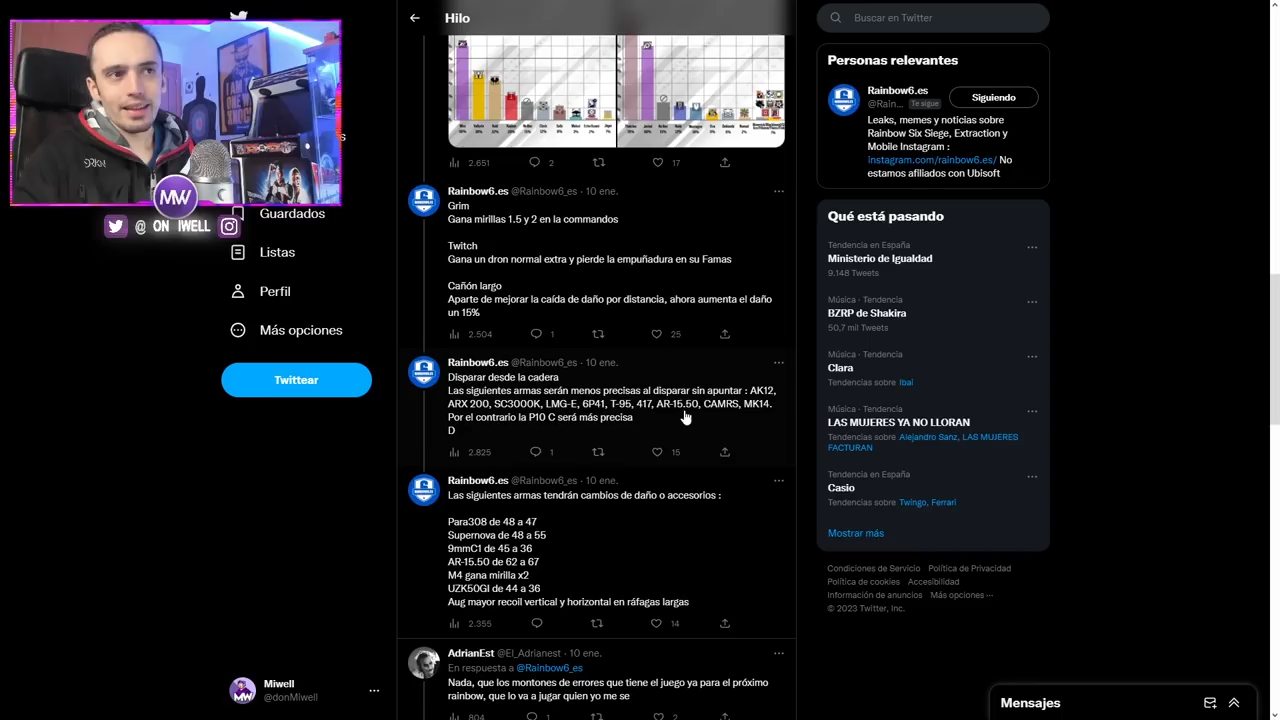 Hilo
Buscar en Twitter
DRKN
MW
@ ON IWELL
Guardados
Listas
Perfil
Más opciones
Twittear
Miwell
@donMiwell
2.651
2
17
Rainbow6.es @Rainbow6_es · 10 ene.
Grim
Gana mirillas 1.5 y 2 en la commandos
Twitch
Gana un dron normal extra y pierde la empuñadura en su Famas
Cañón largo
Aparte de mejorar la caída de daño por distancia, ahora aumenta el daño
un 15%
2.504
1
25
Rainbow6.es @Rainbow6_es · 10 ene.
Disparar desde la cadera
Las siguientes armas serán menos precisas al disparar sin apuntar : AK12,
ARX 200, SC3000K, LMG-E, 6P41, T-95, 417, AR-15.50, CAMRS, MK14.
Por el contrario la P10 C será más precisa
D
2.825
1
15
Rainbow6.es @Rainbow6_es · 10 ene.
Las siguientes armas tendrán cambios de daño o accesorios :
Para308 de 48 a 47
Supernova de 48 a 55
9mmC1 de 45 a 36
AR-15.50 de 62 a 67
M4 gana mirilla x2
UZK50GI de 44 a 36
Aug mayor recoil vertical y horizontal en ráfagas largas
2.355
14
AdrianEst @El_Adrianest · 10 ene.
En respuesta a @Rainbow6_es
Nada, que los montones de errores que tiene el juego ya para el próximo
rainbow, que lo va a jugar quien yo me se
804
1
2
Personas relevantes
Rainbow6.es
@Rain... Te sigue
Siguiendo
Leaks, memes y noticias sobre
Rainbow Six Siege, Extraction y
Mobile Instagram :
instagram.com/rainbow6.es/ No
estamos afiliados con Ubisoft
Qué está pasando
Tendencia en España
Ministerio de Igualdad
9.148 Tweets
Música · Tendencia
BZRP de Shakira
50,7 mil Tweets
Música · Tendencia
Clara
Tendencias sobre Ibai
Música · Tendencia
LAS MUJERES YA NO LLORAN
Tendencias sobre Alejandro Sanz, LAS MUJERES
FACTURAN
Tendencia en España
Casio
Tendencias sobre Twingo, Ferrari
Mostrar más
Condiciones de Servicio Política de Privacidad
Política de cookies Accesibilidad
Información de anuncios Más opciones ···
© 2023 Twitter, Inc.
Mensajes